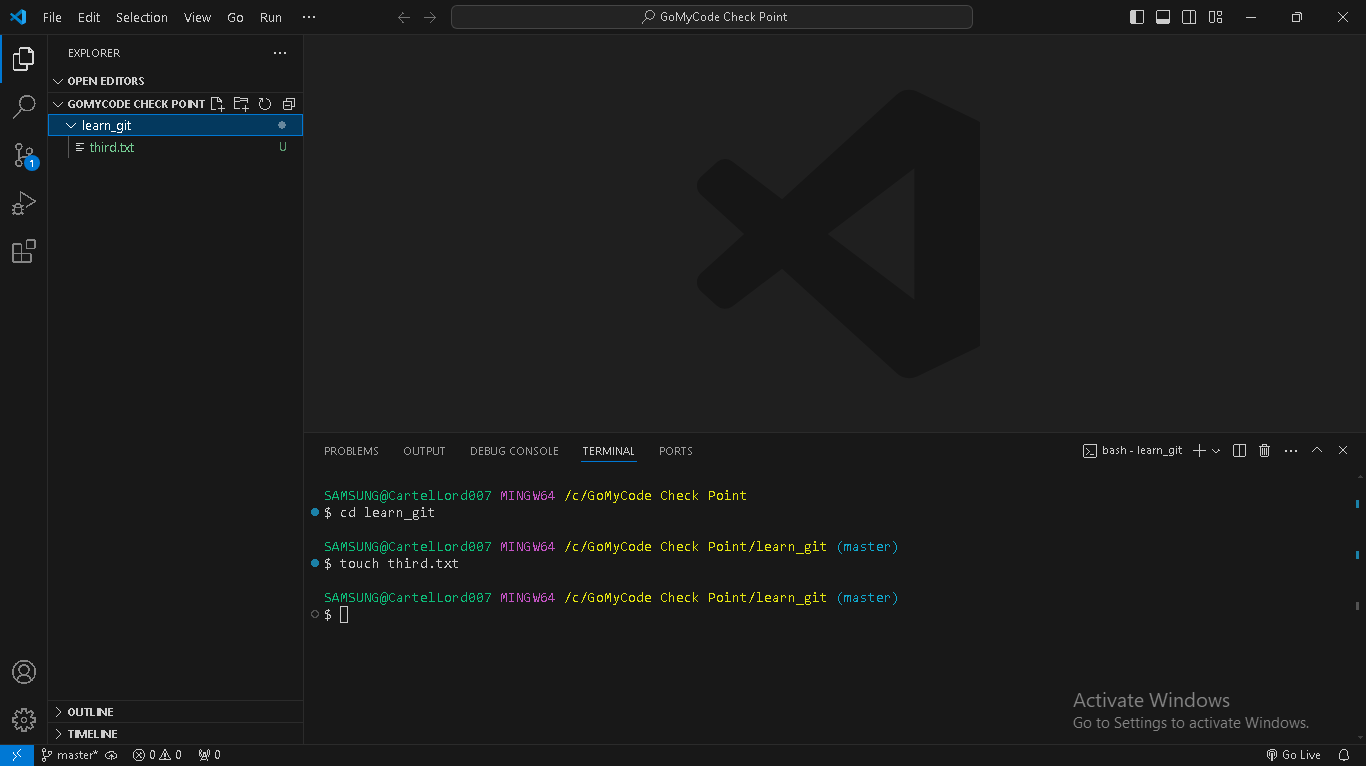 File Edit Selection View Go Run ···
GoMyCode Check Point
EXPLORER
OPEN EDITORS
GOMYCODE CHECK POINT
learn_git
third.txt U
1
PROBLEMS OUTPUT DEBUG CONSOLE TERMINAL PORTS
bash - learn_git
SAMSUNG@CartelLord007 MINGW64 /c/GoMyCode Check Point
$ cd learn_git
SAMSUNG@CartelLord007 MINGW64 /c/GoMyCode Check Point/learn_git (master)
$ touch third.txt
SAMSUNG@CartelLord007 MINGW64 /c/GoMyCode Check Point/learn_git (master)
$
Activate Windows
Go to Settings to activate Windows.
OUTLINE
TIMELINE
master* 0 0 0 Go Live